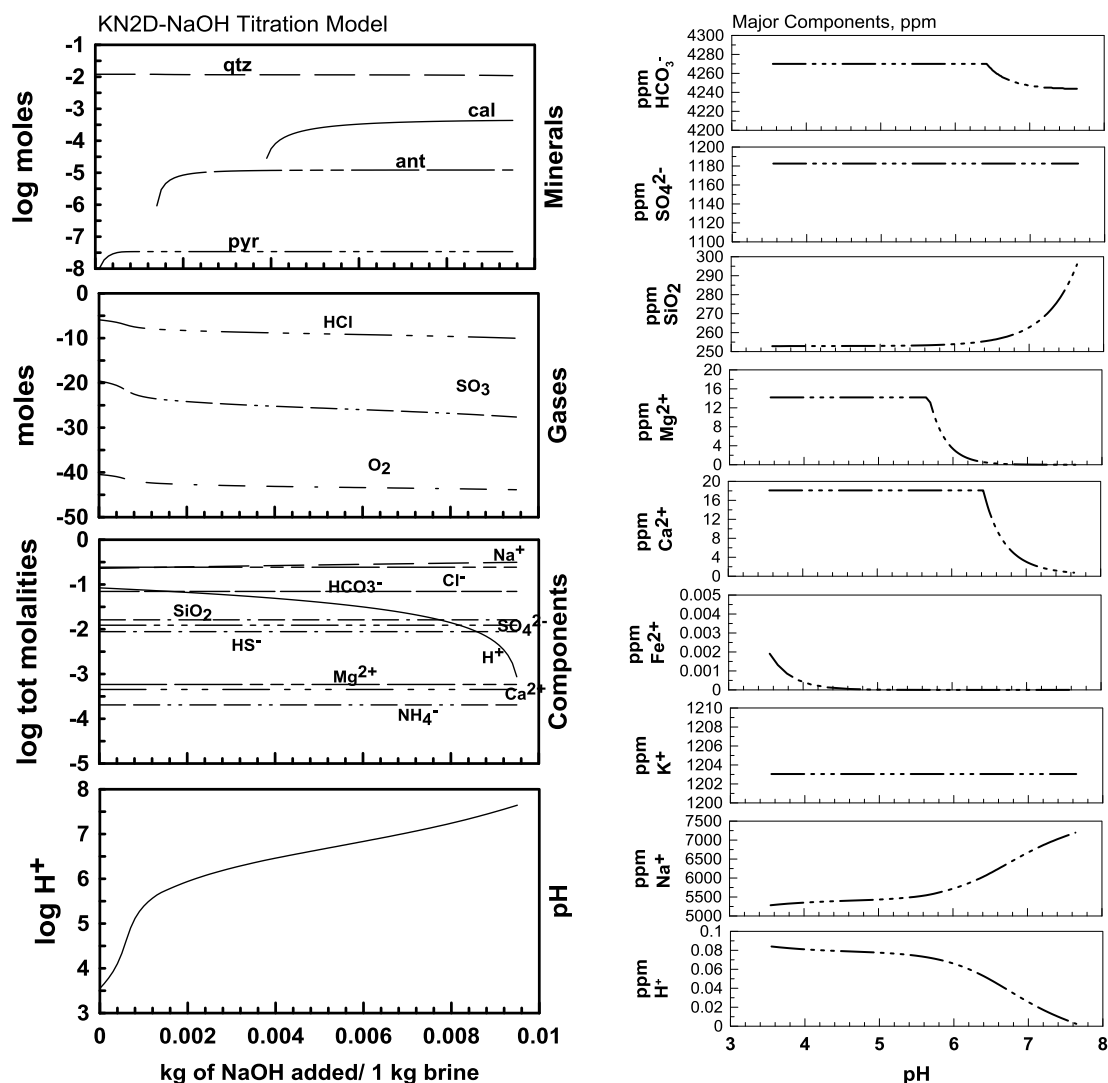 KN2D-NaOH Titration Model
-1
-2
-3
-4
-5
-6
-7
-8
log moles
qtz
cal
ant
pyr
Minerals
0
-10
-20
-30
-40
-50
moles
HCl
SO3
O2
Gases
0
-1
-2
-3
-4
-5
log tot molalities
Na+
HCO3-
Cl-
SiO2
SO42-
HS-
H+
Mg2+
Ca2+
NH4-
Components
8
7
6
5
4
3
log H+
pH
0 0.002 0.004 0.006 0.008 0.01
kg of NaOH added/ 1 kg brine
Major Components, ppm
4300
4280
4260
4240
4220
4200
ppm
HCO3-
1200
1180
1160
1140
1120
1100
ppm
SO42-
300
290
280
270
260
250
ppm
SiO2
20
16
12
8
4
0
ppm
Mg2+
20
16
12
8
4
0
ppm
Ca2+
0.005
0.004
0.003
0.002
0.001
0
ppm
Fe2+
1210
1208
1206
1204
1202
1200
ppm
K+
7500
7000
6500
6000
5500
5000
ppm
Na+
0.1
0.08
0.06
0.04
0.02
0
ppm
H+
3 4 5 6 7 8
pH